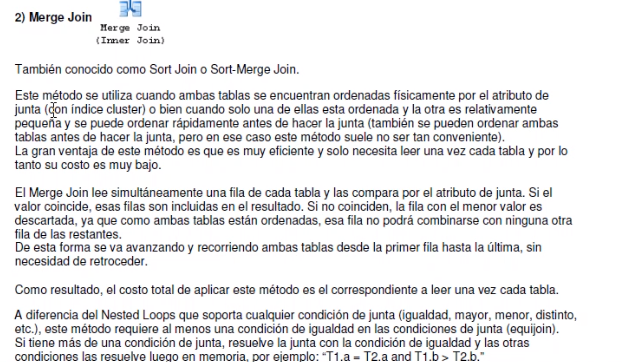 2) Merge Join
Merge Join
(Inner Join)
También conocido como Sort Join o Sort-Merge Join.
Este método se utiliza cuando ambas tablas se encuentran ordenadas físicamente por el atributo de
junta (con índice cluster) o bien cuando solo una de ellas esta ordenada y la otra es relativamente
pequeña y se puede ordenar rápidamente antes de hacer la junta (también se pueden ordenar ambas
tablas antes de hacer la junta, pero en ese caso este método suele no ser tan conveniente).
La gran ventaja de este método es que es muy eficiente y solo necesita leer una vez cada tabla y por lo
tanto su costo es muy bajo.
El Merge Join lee simultáneamente una fila de cada tabla y las compara por el atributo de junta. Si el
valor coincide, esas filas son incluidas en el resultado. Si no coinciden, la fila con el menor valor es
descartada, ya que como ambas tablas están ordenadas, esa fila no podrá combinarse con ninguna otra
fila de las restantes.
De esta forma se va avanzando y recorriendo ambas tablas desde la primer fila hasta la última, sin
necesidad de retroceder.
Como resultado, el costo total de aplicar este método es el correspondiente a leer una vez cada tabla.
A diferencia del Nested Loops que soporta cualquier condición de junta (igualdad, mayor, menor, distinto,
etc.), este método requiere al menos una condición de igualdad en las condiciones de junta (equijoin).
Si tiene más de una condición de junta, resuelve la junta con la condición de igualdad y las otras
condiciones las resuelve luego en memoria, por ejemplo: "T1.a = T2.a and T1.b > T2.b."